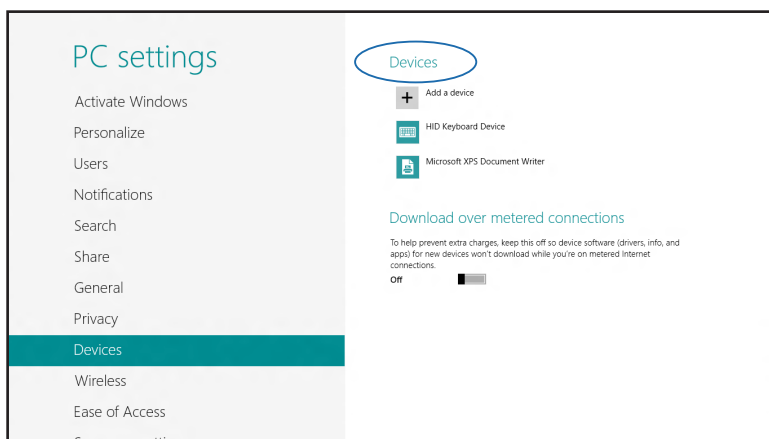 PC settings
Activate Windows
Personalize
Users
Notifications
Search
Share
General
Privacy
Devices
Wireless
Ease of Access
Devices
Add a device
HID Keyboard Device
Microsoft XPS Document Writer
Download over metered connections
To help prevent extra charges, keep this off so device software (drivers, info, and
apps) for new devices won't download while you're on metered Internet
connections.
Off